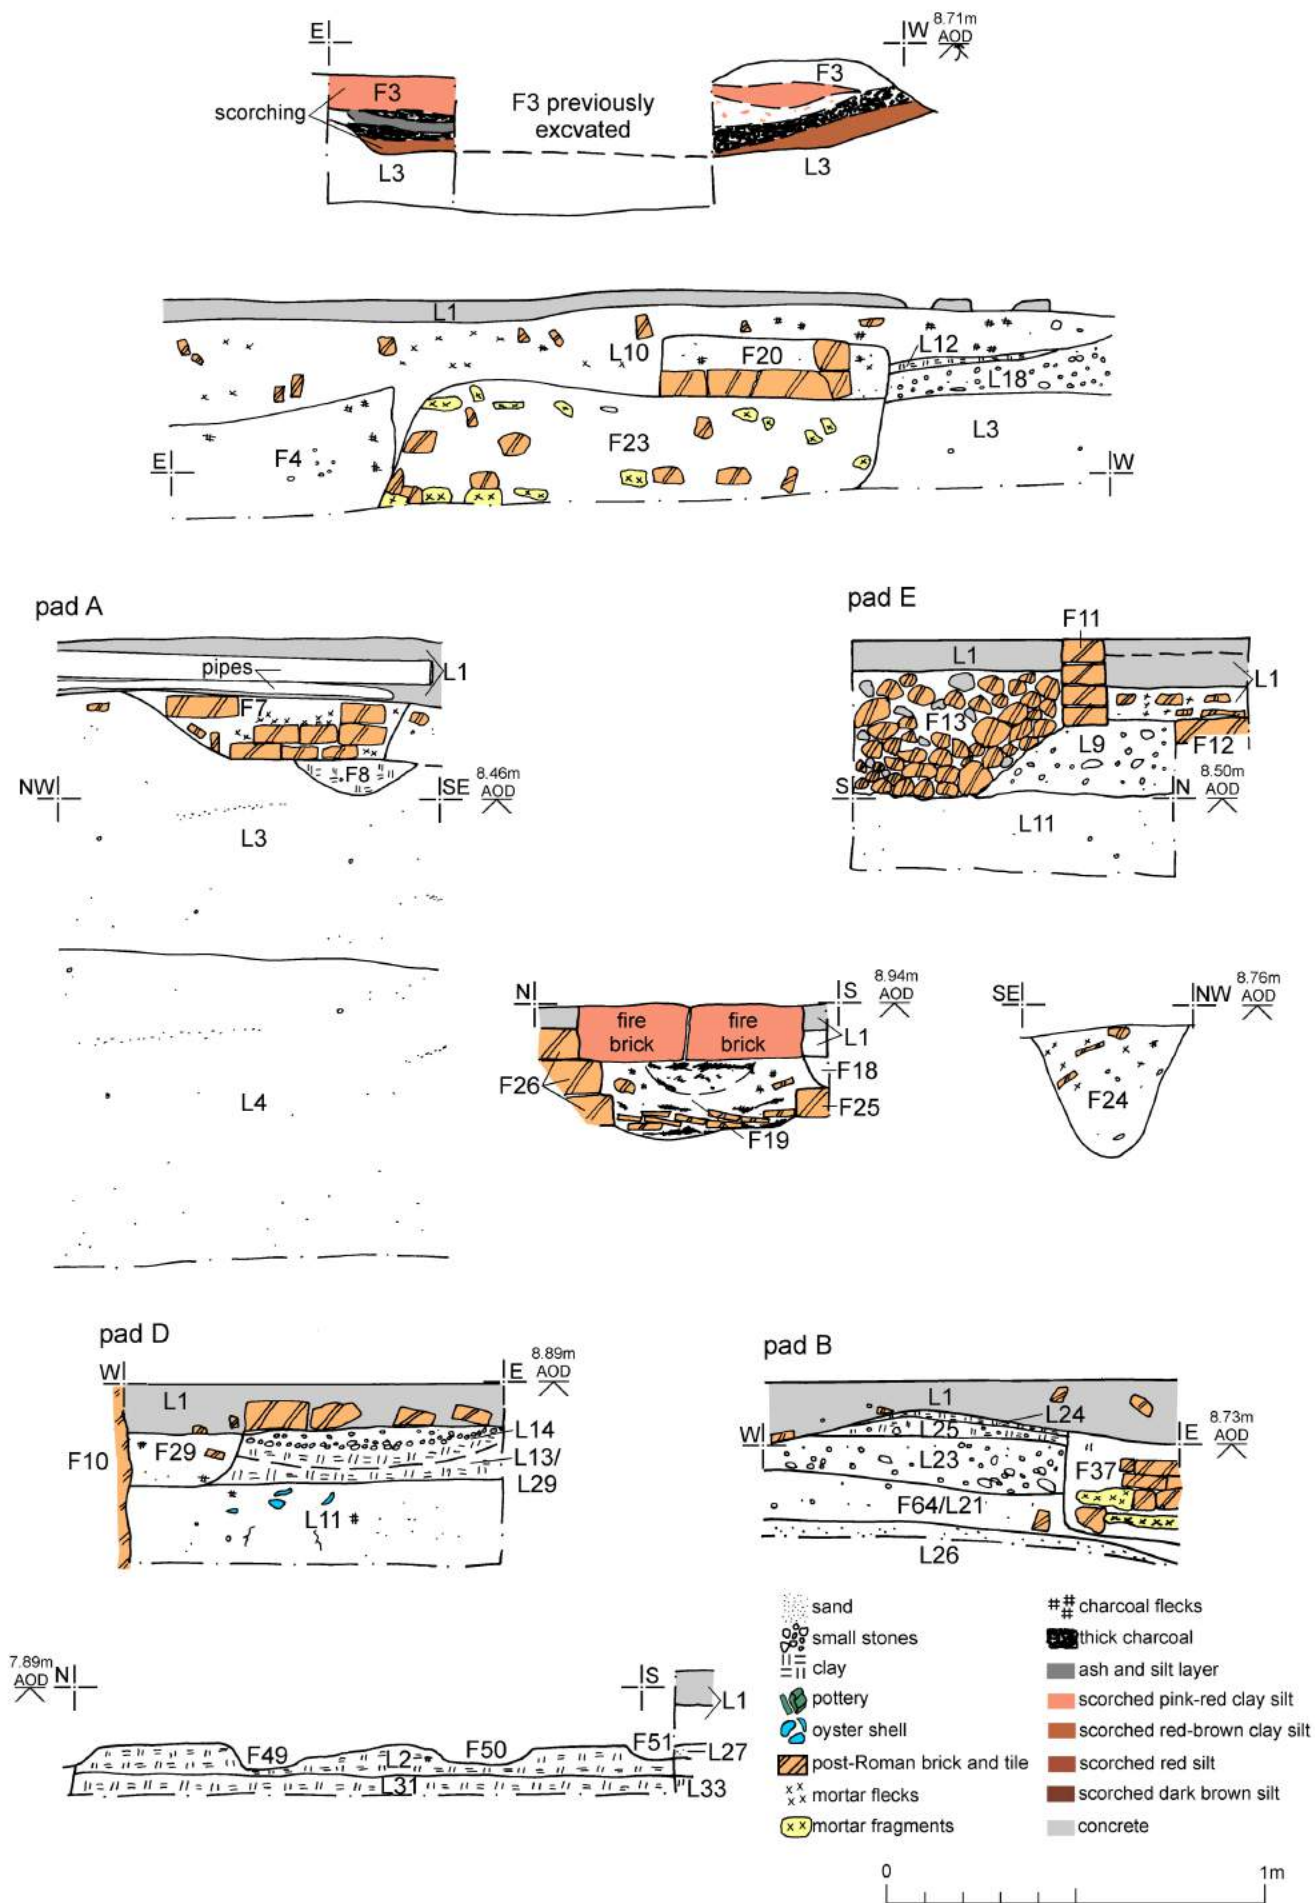 E
W
8.71m
AOD
F3
F3
scorching
F3 previously
excvated
L3
L3
L1
L10
F20
L12
L18
F4
F23
L3
E
W
pad A
pipes
L1
F7
F8
NW
SE
8.46m
AOD
L3
L4
pad E
F11
L1
L1
F13
L9
F12
S
N
8.50m
AOD
L11
N
S
8.94m
AOD
fire
brick
fire
brick
L1
F18
F26
F25
F19
SE
NW
8.76m
AOD
F24
pad D
W
E
8.89m
AOD
L1
L14
F10
F29
L13/
L29
L11
pad B
L1
L24
W
L25
E
8.73m
AOD
L23
F37
F64/L21
L26
7.89m
AOD
N
S
L1
F49
L2
F50
F51
L27
L31
L33
sand
small stones
clay
pottery
oyster shell
post-Roman brick and tile
mortar flecks
mortar fragments
charcoal flecks
thick charcoal
ash and silt layer
scorched pink-red clay silt
scorched red-brown clay silt
scorched red silt
scorched dark brown silt
concrete
0
1m